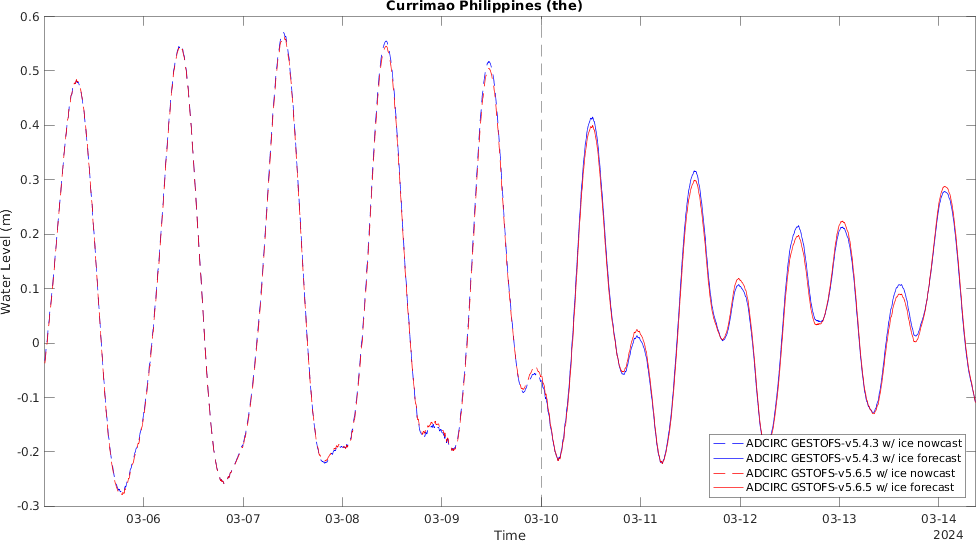 Currimao Philippines (the)
0.6
0.5
0.4
0.3
0.2
0.1
0
-0.1
-0.2
-0.3
Water Level (m)
ADCIRC GESTOFS-v5.4.3 w/ ice nowcast
ADCIRC GESTOFS-v5.4.3 w/ ice forecast
ADCIRC GSTOFS-v5.6.5 w/ ice nowcast
ADCIRC GSTOFS-v5.6.5 w/ ice forecast
03-06 03-07 03-08 03-09 03-10 03-11 03-12 03-13 03-14
2024
Time